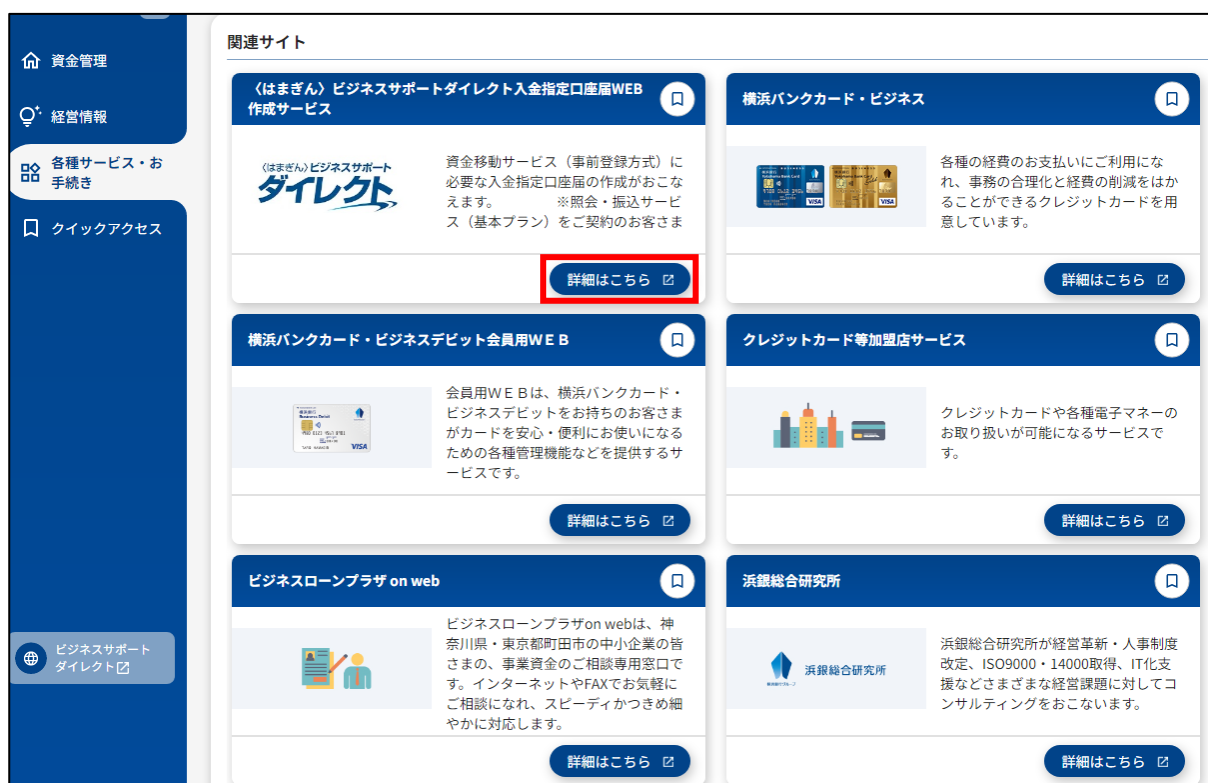 資金管理
経営情報
各種サービス・お
手続き
クイックアクセス
ビジネスサポート
ダイレクト
関連サイト
〈はまぎん〉ビジネスサポートダイレクト入金指定口座届WEB
作成サービス
〈はまぎん〉ビジネスサポート
ダイレクト
資金移動サービス（事前登録方式）に
必要な入金指定口座届の作成がおこな
えます。 ※照会・振込サービ
ス（基本プラン）をご契約のお客さま
詳細はこちら
横浜バンクカード・ビジネス
VISA
VISA
各種の経費のお支払いにご利用にな
れ、事務の合理化と経費の削減をはか
ることができるクレジットカードを用
意しています。
詳細はこちら
横浜バンクカード・ビジネスデビット会員用ＷＥＢ
横浜銀行
Business Debit
VISA
会員用ＷＥＢは、横浜バンクカード・
ビジネスデビットをお持ちのお客さま
がカードを安心・便利にお使いになる
ための各種管理機能などを提供するサ
ービスです。
詳細はこちら
クレジットカード等加盟店サービス
クレジットカードや各種電子マネーの
お取り扱いが可能になるサービスで
す。
詳細はこちら
ビジネスローンプラザ on web
ビジネスローンプラザon webは、神
奈川県・東京都町田市の中小企業の皆
さまの、事業資金のご相談専用窓口で
す。インターネットやFAXでお気軽に
ご相談になれ、スピーディかつきめ細
やかに対応します。
詳細はこちら
浜銀総合研究所
浜銀総合研究所
浜銀総合研究所が経営革新・人事制度
改定、ISO9000・14000取得、IT化支
援などさまざまな経営課題に対してコ
ンサルティングをおこないます。
詳細はこちら